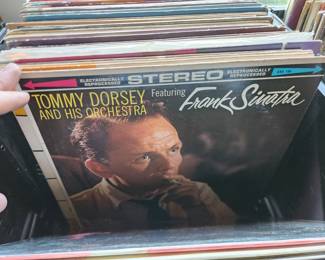 ELECTRONICALLY REPROCESSED STEREO ELECTRONICALLY REPROCESSED
TOMMY DORSEY Featuring Frank Sinatra
AND HIS ORCHESTRA